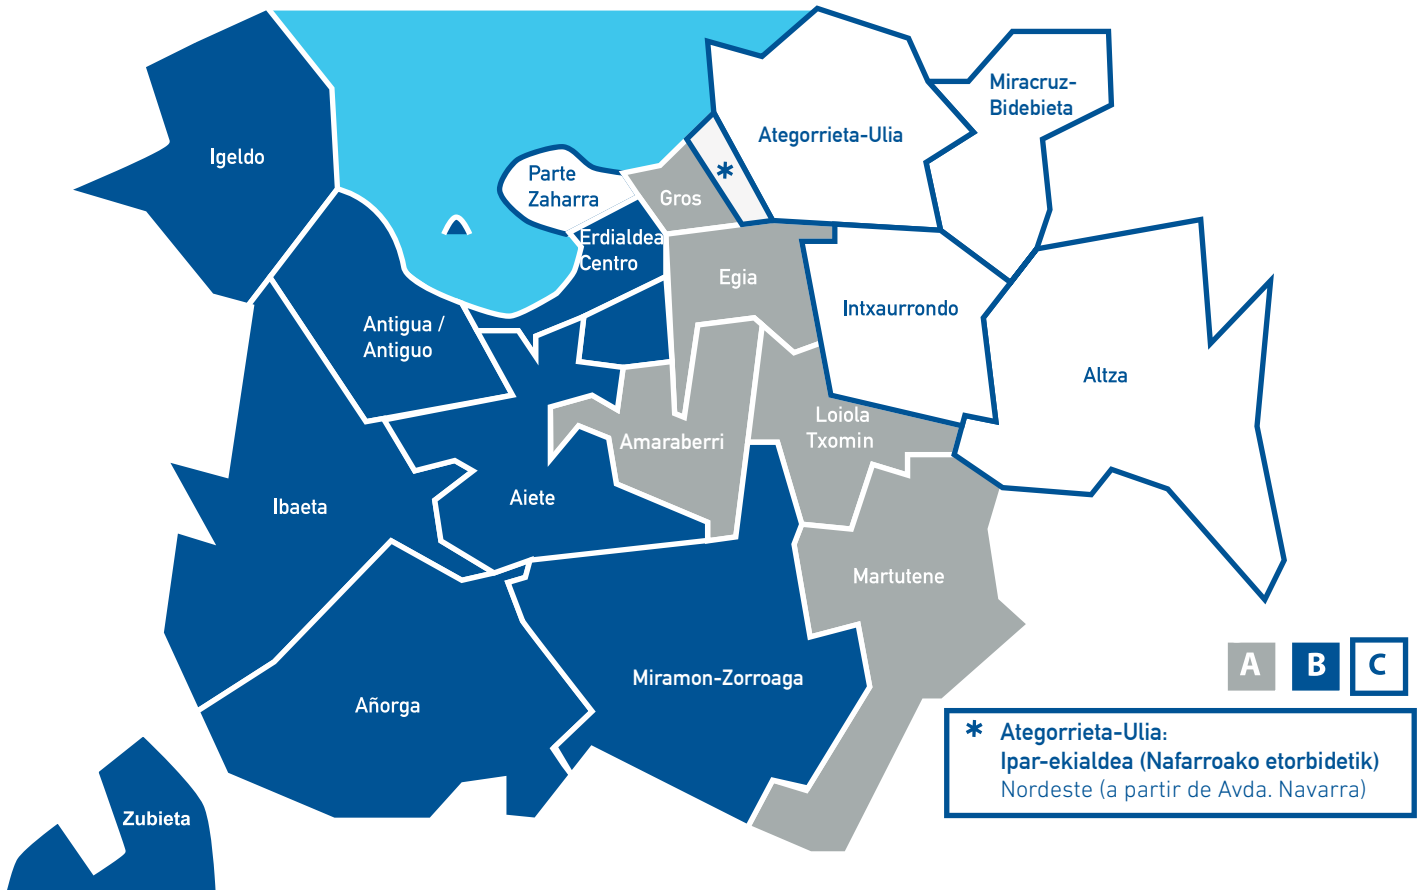 Miracruz-
Bidebieta
Ategorrieta-Ulia
Igeldo
Parte
Zaharra
*
Gros
Erdialdea
Centro
Egia
Intxaurrondo
Antigua /
Antiguo
Altza
Loiola
Txomin
Amaraberri
Aiete
Ibaeta
Martutene
Miramon-Zorroaga
Añorga
Zubieta
A B C
* Ategorrieta-Ulia:
Ipar-ekialdea (Nafarroako etorbidetik)
Nordeste (a partir de Avda. Navarra)